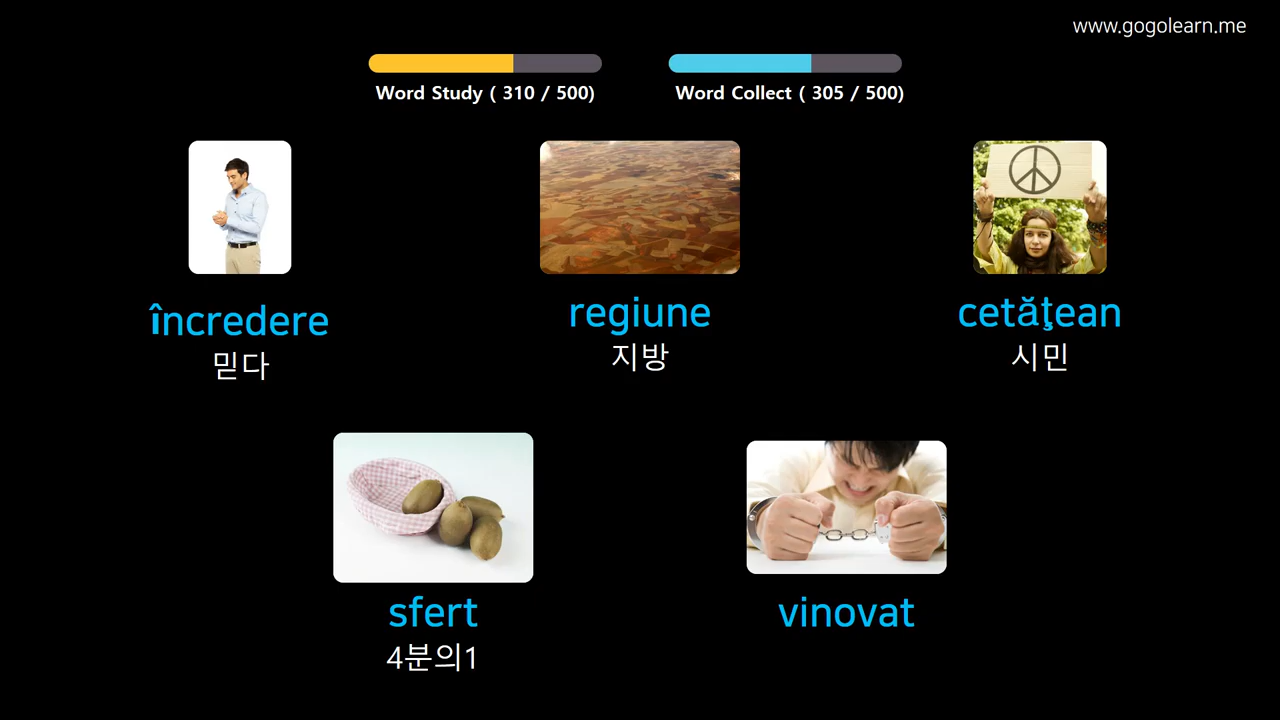 www.gogolearn.me
Word Study ( 310 / 500)
Word Collect ( 305 / 500)
încredere
믿다
regiune
지방
cetăţean
시민
sfert
4분의1
vinovat